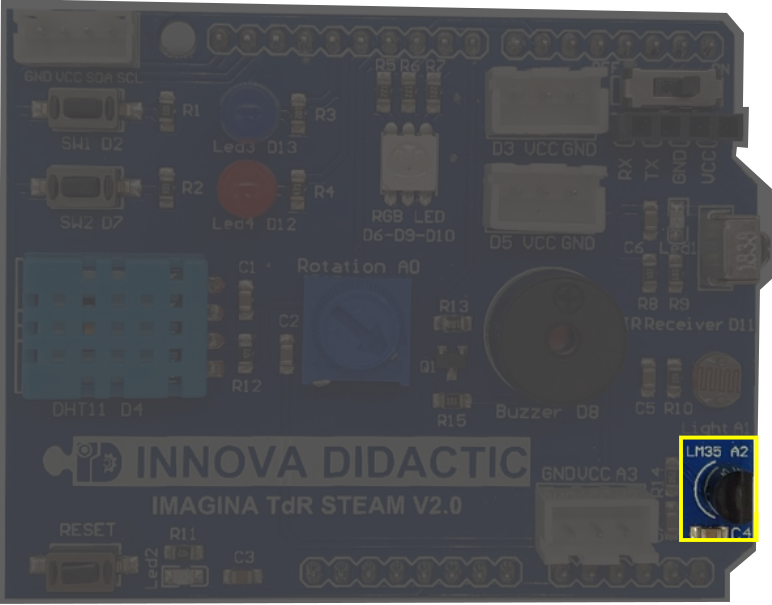 GND VCC SDA SCL
R5 R6 R7
ON
R1
R3
SW1 D2
Led3 D13
D3 VCC GND
RX
TX
GND
VCC
R2
R4
SW2 D7
Led4 D12
RGB LED
D6-D9-D10
D5 VCC GND
C6
Led1
1838
Rotation A0
C1
R8 R9
R13
C2
IR Receiver D11
Q1
R12
C5 R10
DHT11 D4
R15
Buzzer D8
Light A1
LM35 A2
INNOVA DIDACTIC
GND VCC A3
R14
IMAGINA TdR STEAM V2.0
RESET
R11
C4
Led2
C3